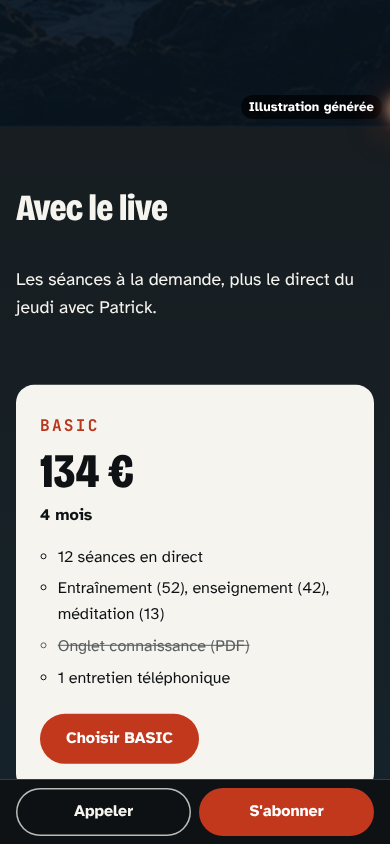 Illustration générée
Avec le live
Les séances à la demande, plus le direct du
jeudi avec Patrick.
BASIC
134 €
4 mois
12 séances en direct
Entraînement (52), enseignement (42),
méditation (13)
Onglet connaissance (PDF)
1 entretien téléphonique
Choisir BASIC
Appeler
S'abonner